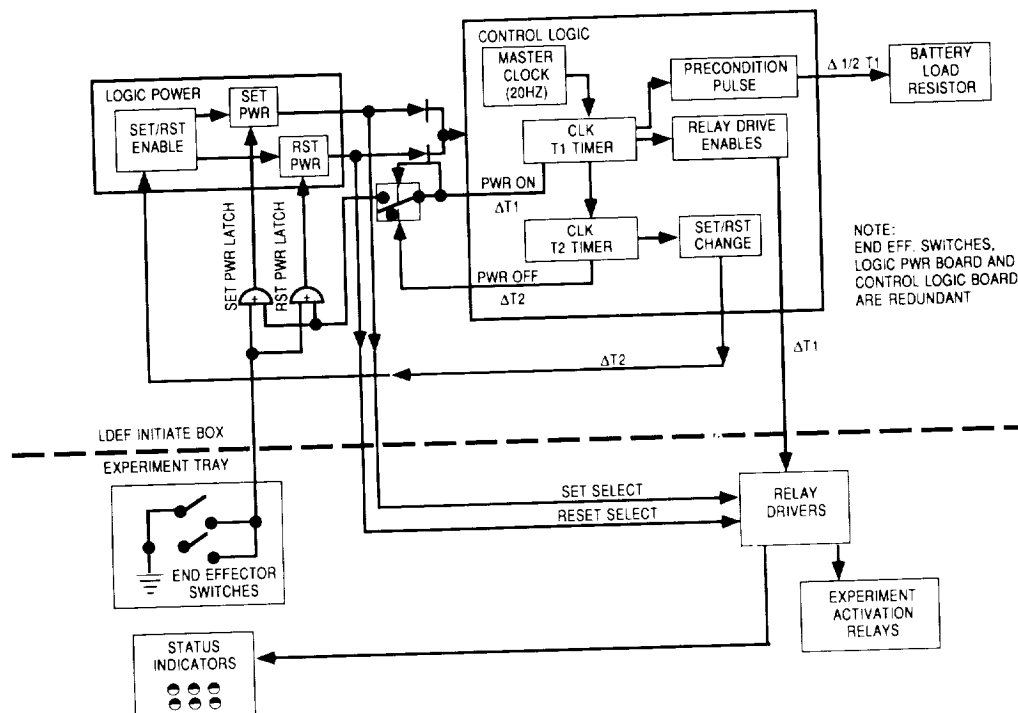 CONTROL LOGIC
MASTER
CLOCK
(20HZ)
PRECONDITION
PULSE
Δ 1/2 T1
BATTERY
LOAD
RESISTOR
LOGIC POWER
SET
PWR
SET/RST
ENABLE
RST
PWR
CLK
T1 TIMER
RELAY DRIVE
ENABLES
PWR ON
ΔT1
CLK
T2 TIMER
SET/RST
CHANGE
PWR OFF
ΔT2
NOTE:
END EFF. SWITCHES,
LOGIC PWR BOARD AND
CONTROL LOGIC BOARD
ARE REDUNDANT
SET PWR LATCH
RST PWR LATCH
+
+
ΔT2
ΔT1
LDEF INITIATE BOX
EXPERIMENT TRAY
SET SELECT
RESET SELECT
RELAY
DRIVERS
END EFFECTOR
SWITCHES
EXPERIMENT
ACTIVATION
RELAYS
STATUS
INDICATORS